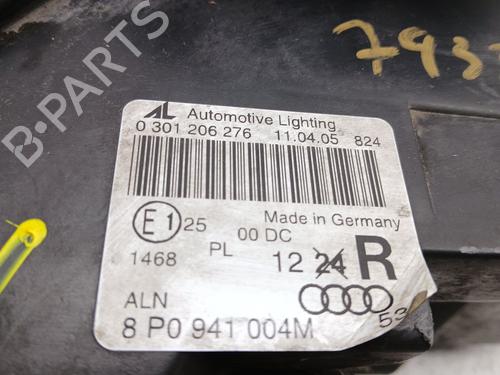 B-PARTS
793
AL Automotive Lighting
0 301 206 276 11.04.05 824
E1 25 00 DC Made in Germany
1468 PL 12 24 R
ALN
8 P0 941 004M 53